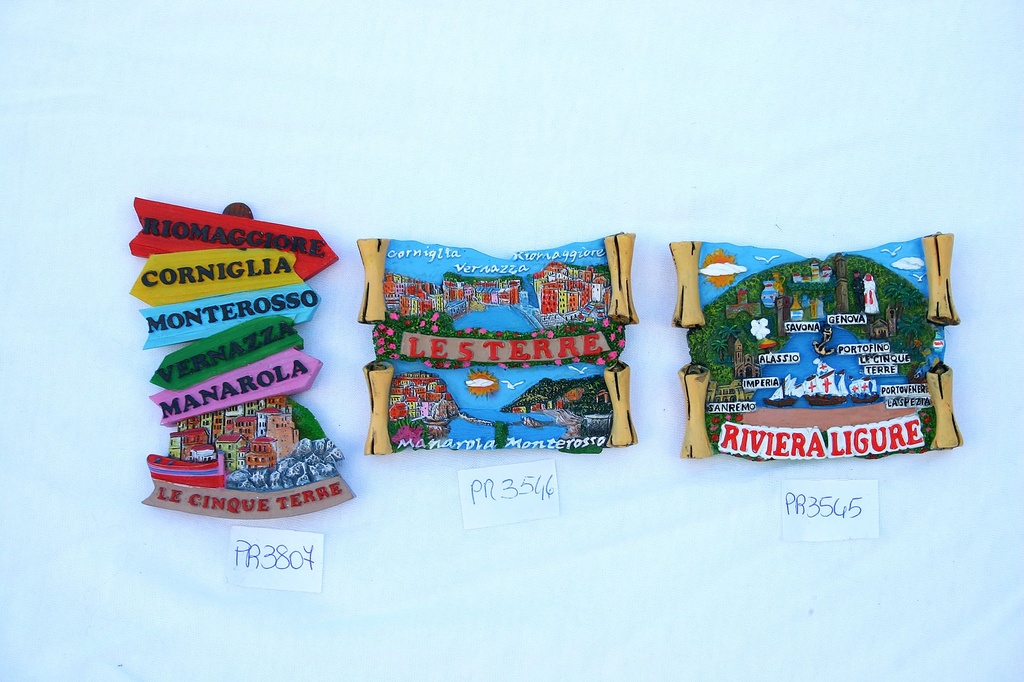 RIOMAGGIORE
CORNIGLIA
MONTEROSSO
VERNAZZA
MANAROLA
LE CINQUE TERRE
PR3807
Corniglia
Riomaggiore
Vernazza
LE 5 TERRE
Manarola Monterosso
PR3546
GENOVA
SAVONA
PORTOFINO
ALASSIO
LE CINQUE
TERRE
IMPERIA
PORTOVENERE
SANREMO
LA SPEZIA
RIVIERA LIGURE
PR3545